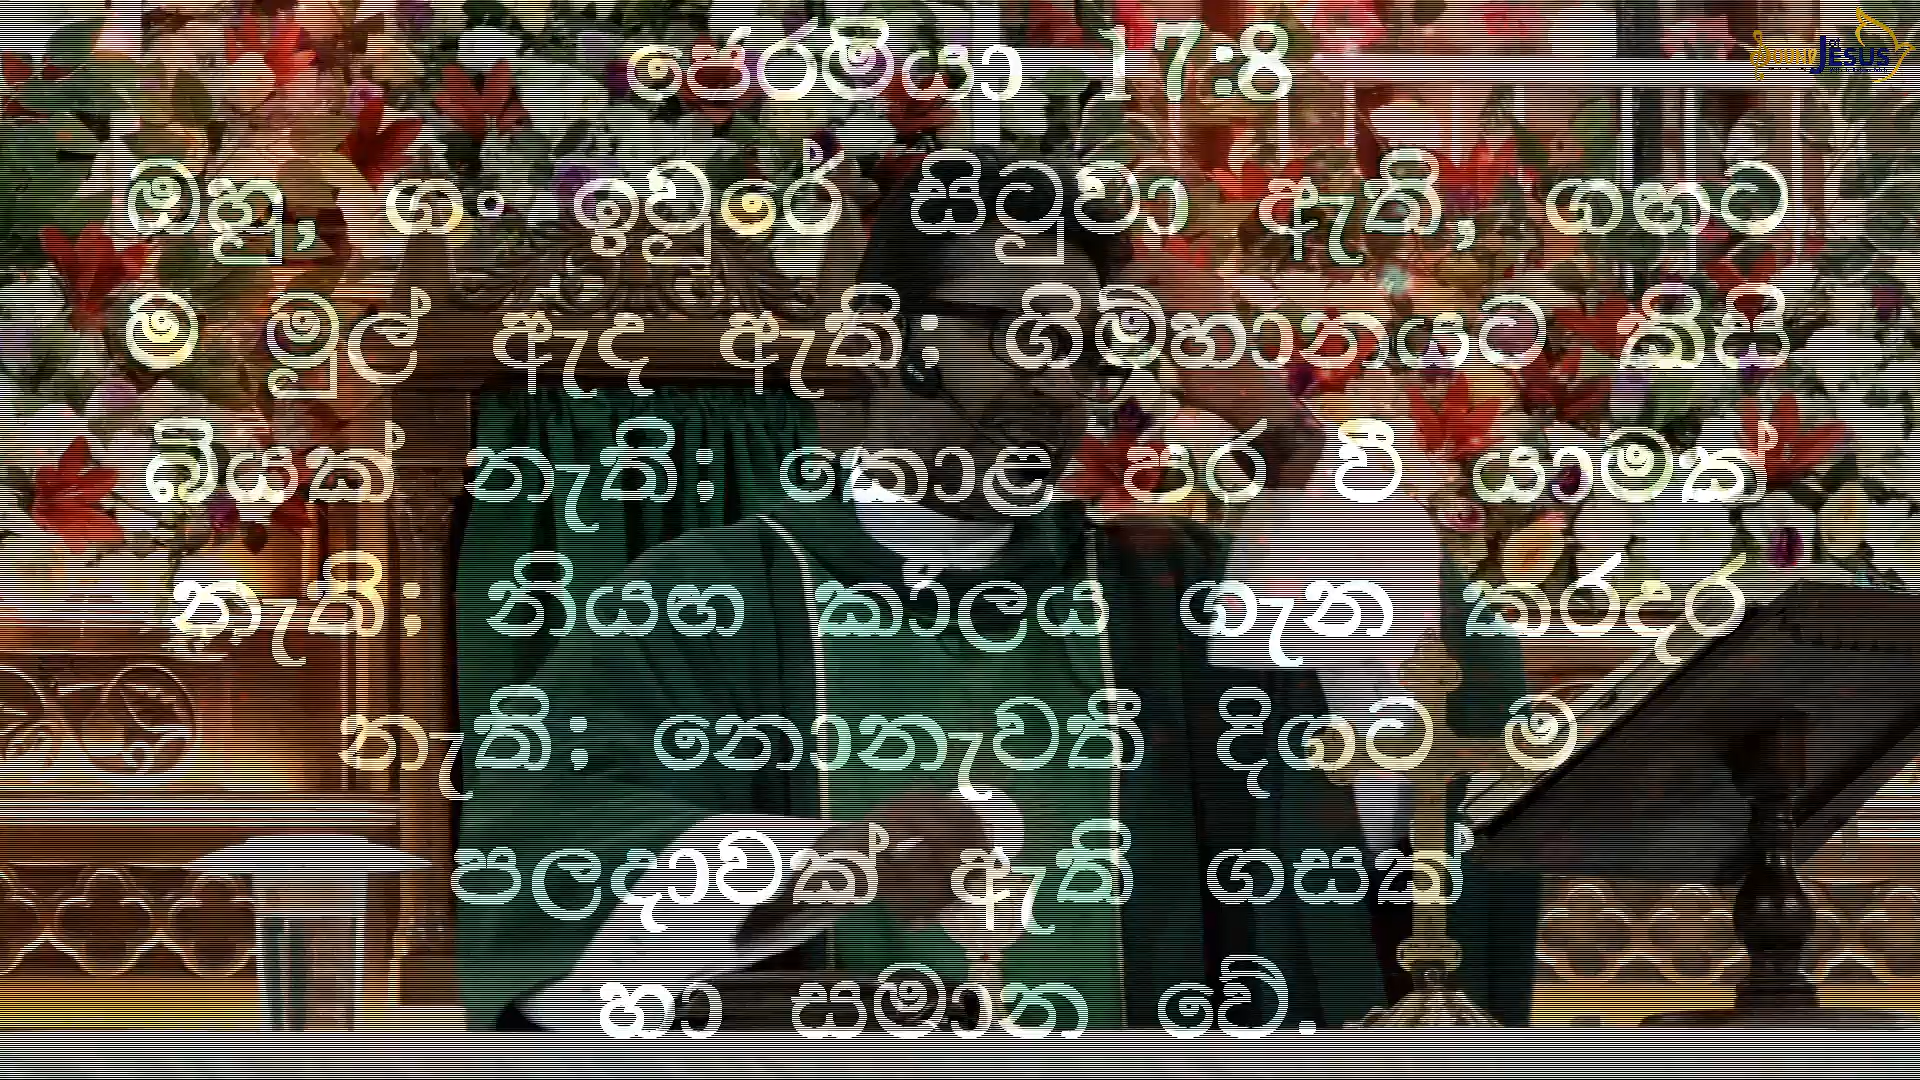 ජෙරමියා 17:8
ඔහු, ගං ඉවුරේ සිටුවා ඇති, ගඟට
ම මුල් ඇද ඇති: ගිම්හානයට කිසි
බියක් නැති: කොළ පර වී යාමක්
නැති: නියඟ කාලය ගැන කරදර
නැති: නොනැවතී දිගට ම
පලදාවක් ඇති ගසක්
හා සමාන වේ.
JESUS